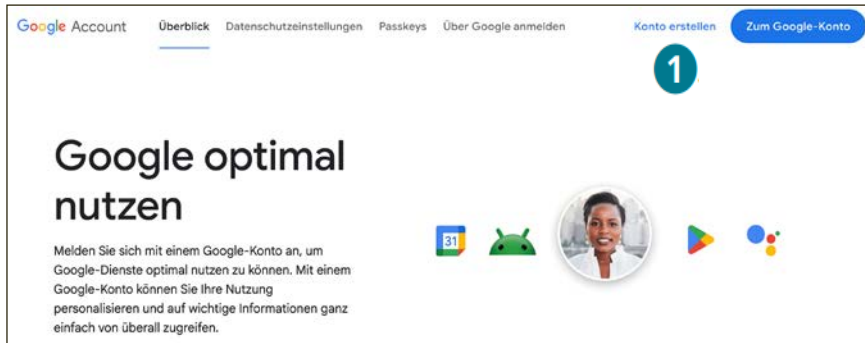 Google Account Überblick Datenschutzeinstellungen Passkeys Über Google anmelden Konto erstellen Zum Google-Konto
1
Google optimal
nutzen
31
Melden Sie sich mit einem Google-Konto an, um
Google-Dienste optimal nutzen zu können. Mit einem
Google-Konto können Sie Ihre Nutzung
personalisieren und auf wichtige Informationen ganz
einfach von überall zugreifen.